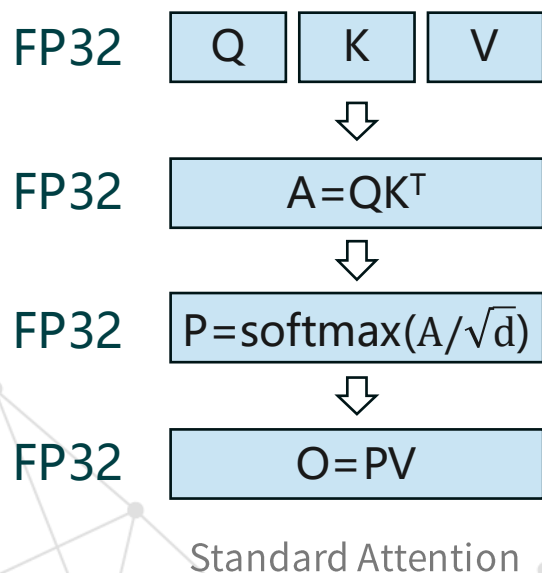 FP32 Q K V
FP32 A=QKᵀ
FP32 P=softmax(A/√d)
FP32 O=PV
Standard Attention